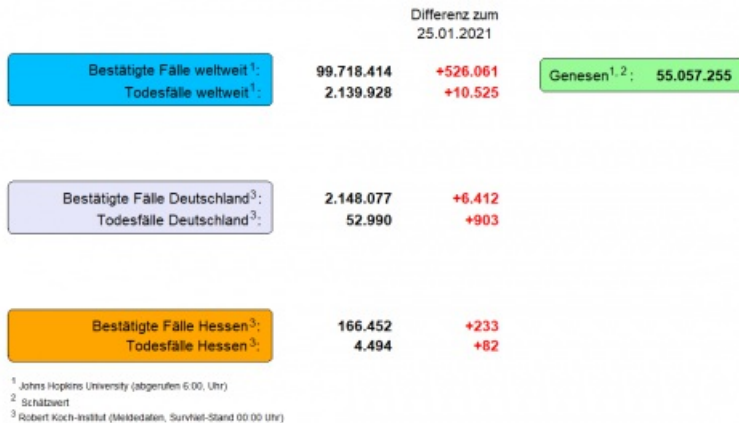 Differenz zum
25.01.2021
Bestätigte Fälle weltweit¹: 99.718.414 +526.061 Genesen¹,²: 55.057.255
Todesfälle weltweit¹: 2.139.928 +10.525
Bestätigte Fälle Deutschland³: 2.148.077 +6.412
Todesfälle Deutschland³: 52.990 +903
Bestätigte Fälle Hessen³: 166.452 +233
Todesfälle Hessen³: 4.494 +82
¹ Johns Hopkins University (abgerufen 6:00, Uhr)
² Schätzwert
³ Robert Koch-Institut (Meldedaten, SurvNet-Stand 00:00 Uhr)